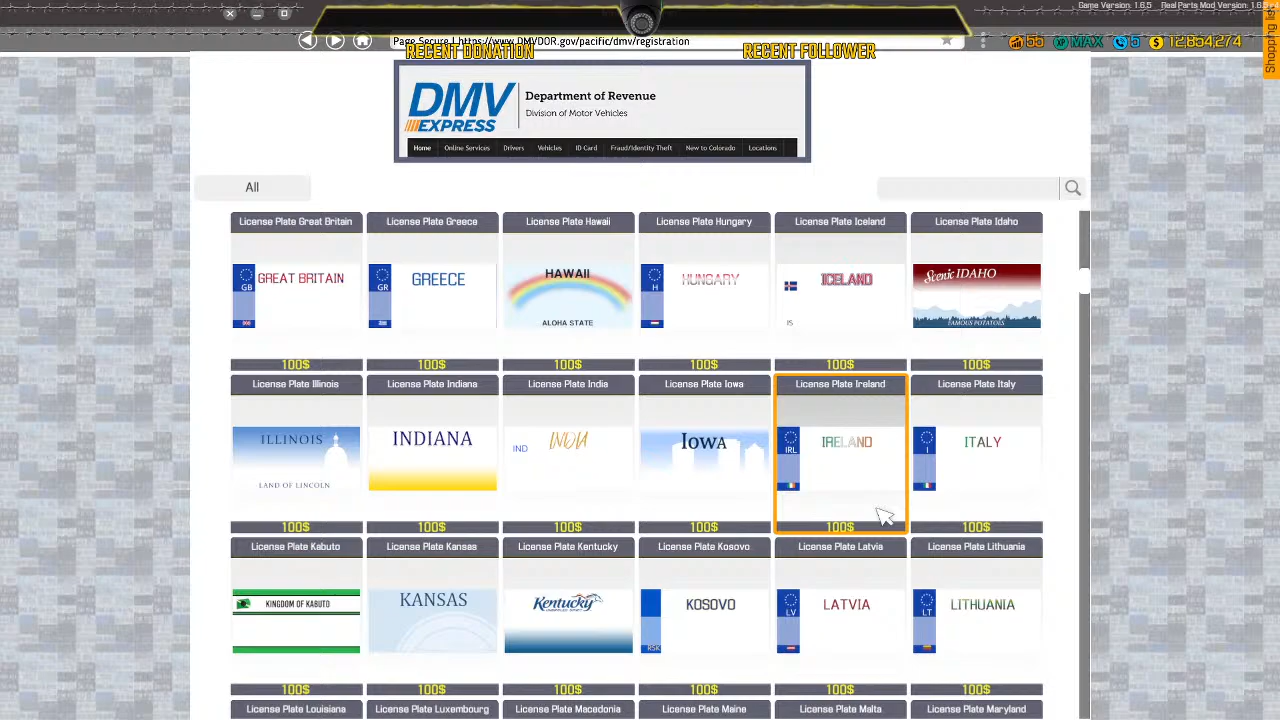 Game Version: 1.6.5 Real Parts Mod Version: 1.6.5
55 MAX 5 $ 12,854,274
Shopping list
Page Secure | https://www.DMVDOR.gov/pacific/dmv/registration
RECENT DONATION RECENT FOLLOWER
DMV EXPRESS
Department of Revenue
Division of Motor Vehicles
Home Online Services Drivers Vehicles ID Card Fraud/Identity Theft New to Colorado Locations
All
License Plate Great Britain License Plate Greece License Plate Hawaii License Plate Hungary License Plate Iceland License Plate Idaho
GB GREAT BRITAIN GR GREECE HAWAII ALOHA STATE H HUNGARY ICELAND IS Scenic IDAHO FAMOUS POTATOES
100$ 100$ 100$ 100$ 100$ 100$
License Plate Illinois License Plate Indiana License Plate India License Plate Iowa License Plate Ireland License Plate Italy
ILLINOIS LAND OF LINCOLN INDIANA IND INDIA IOWA IRL IRELAND I ITALY
100$ 100$ 100$ 100$ 100$ 100$
License Plate Kabuto License Plate Kansas License Plate Kentucky License Plate Kosovo License Plate Latvia License Plate Lithuania
KINGDOM OF KABUTO KANSAS Kentucky RSK KOSOVO LV LATVIA LT LITHUANIA
100$ 100$ 100$ 100$ 100$ 100$
License Plate Louisiana License Plate Luxembourg License Plate Macedonia License Plate Maine License Plate Malta License Plate Maryland